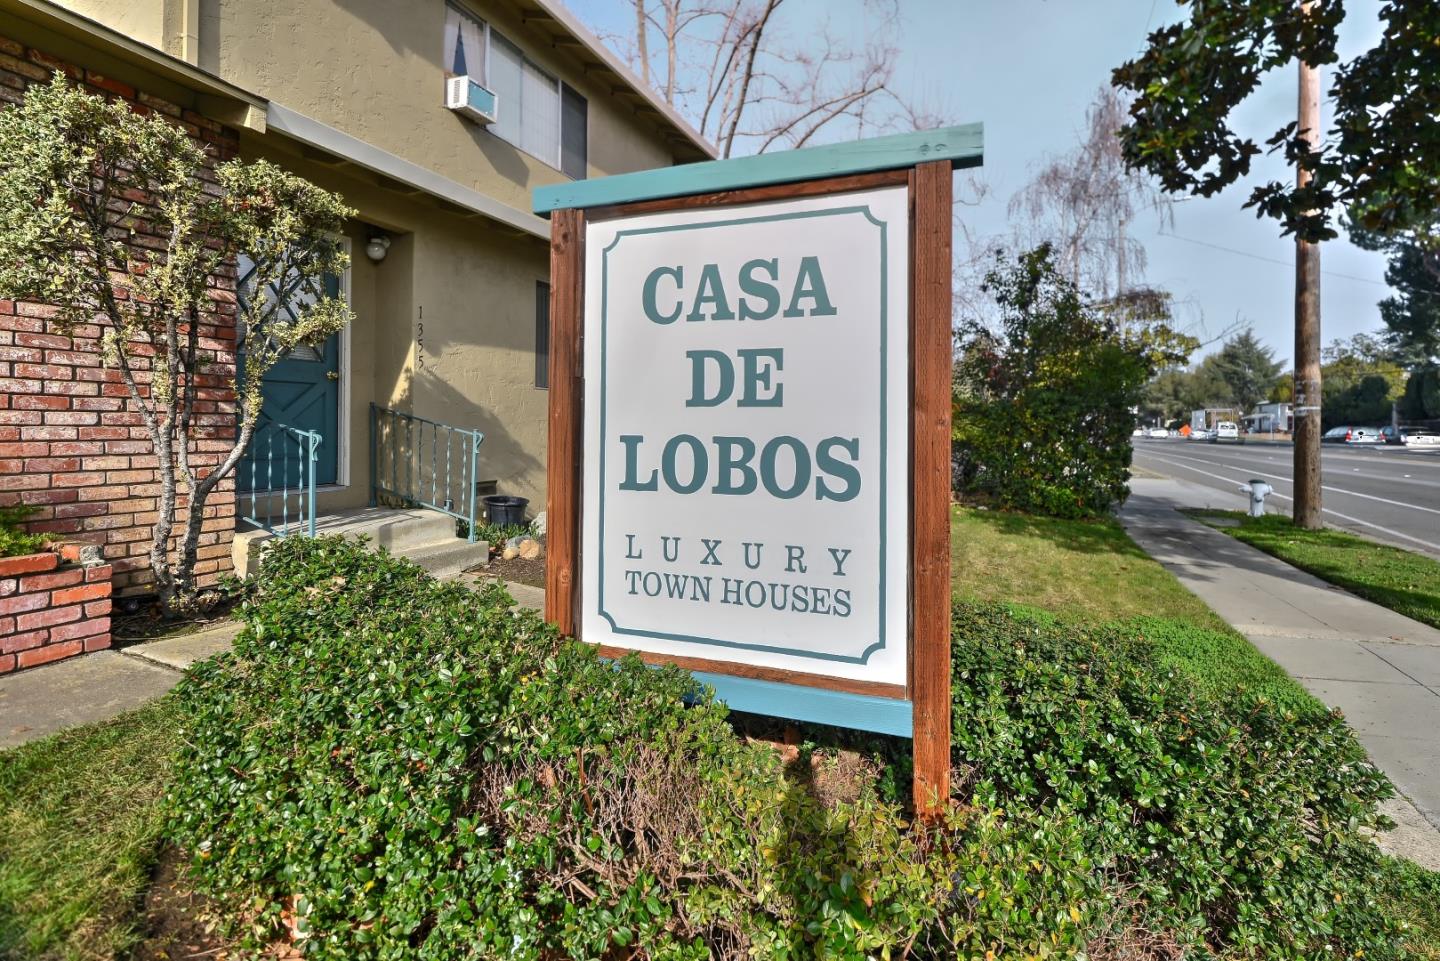 1355
CASA
DE
LOBOS
LUXURY
TOWN HOUSES